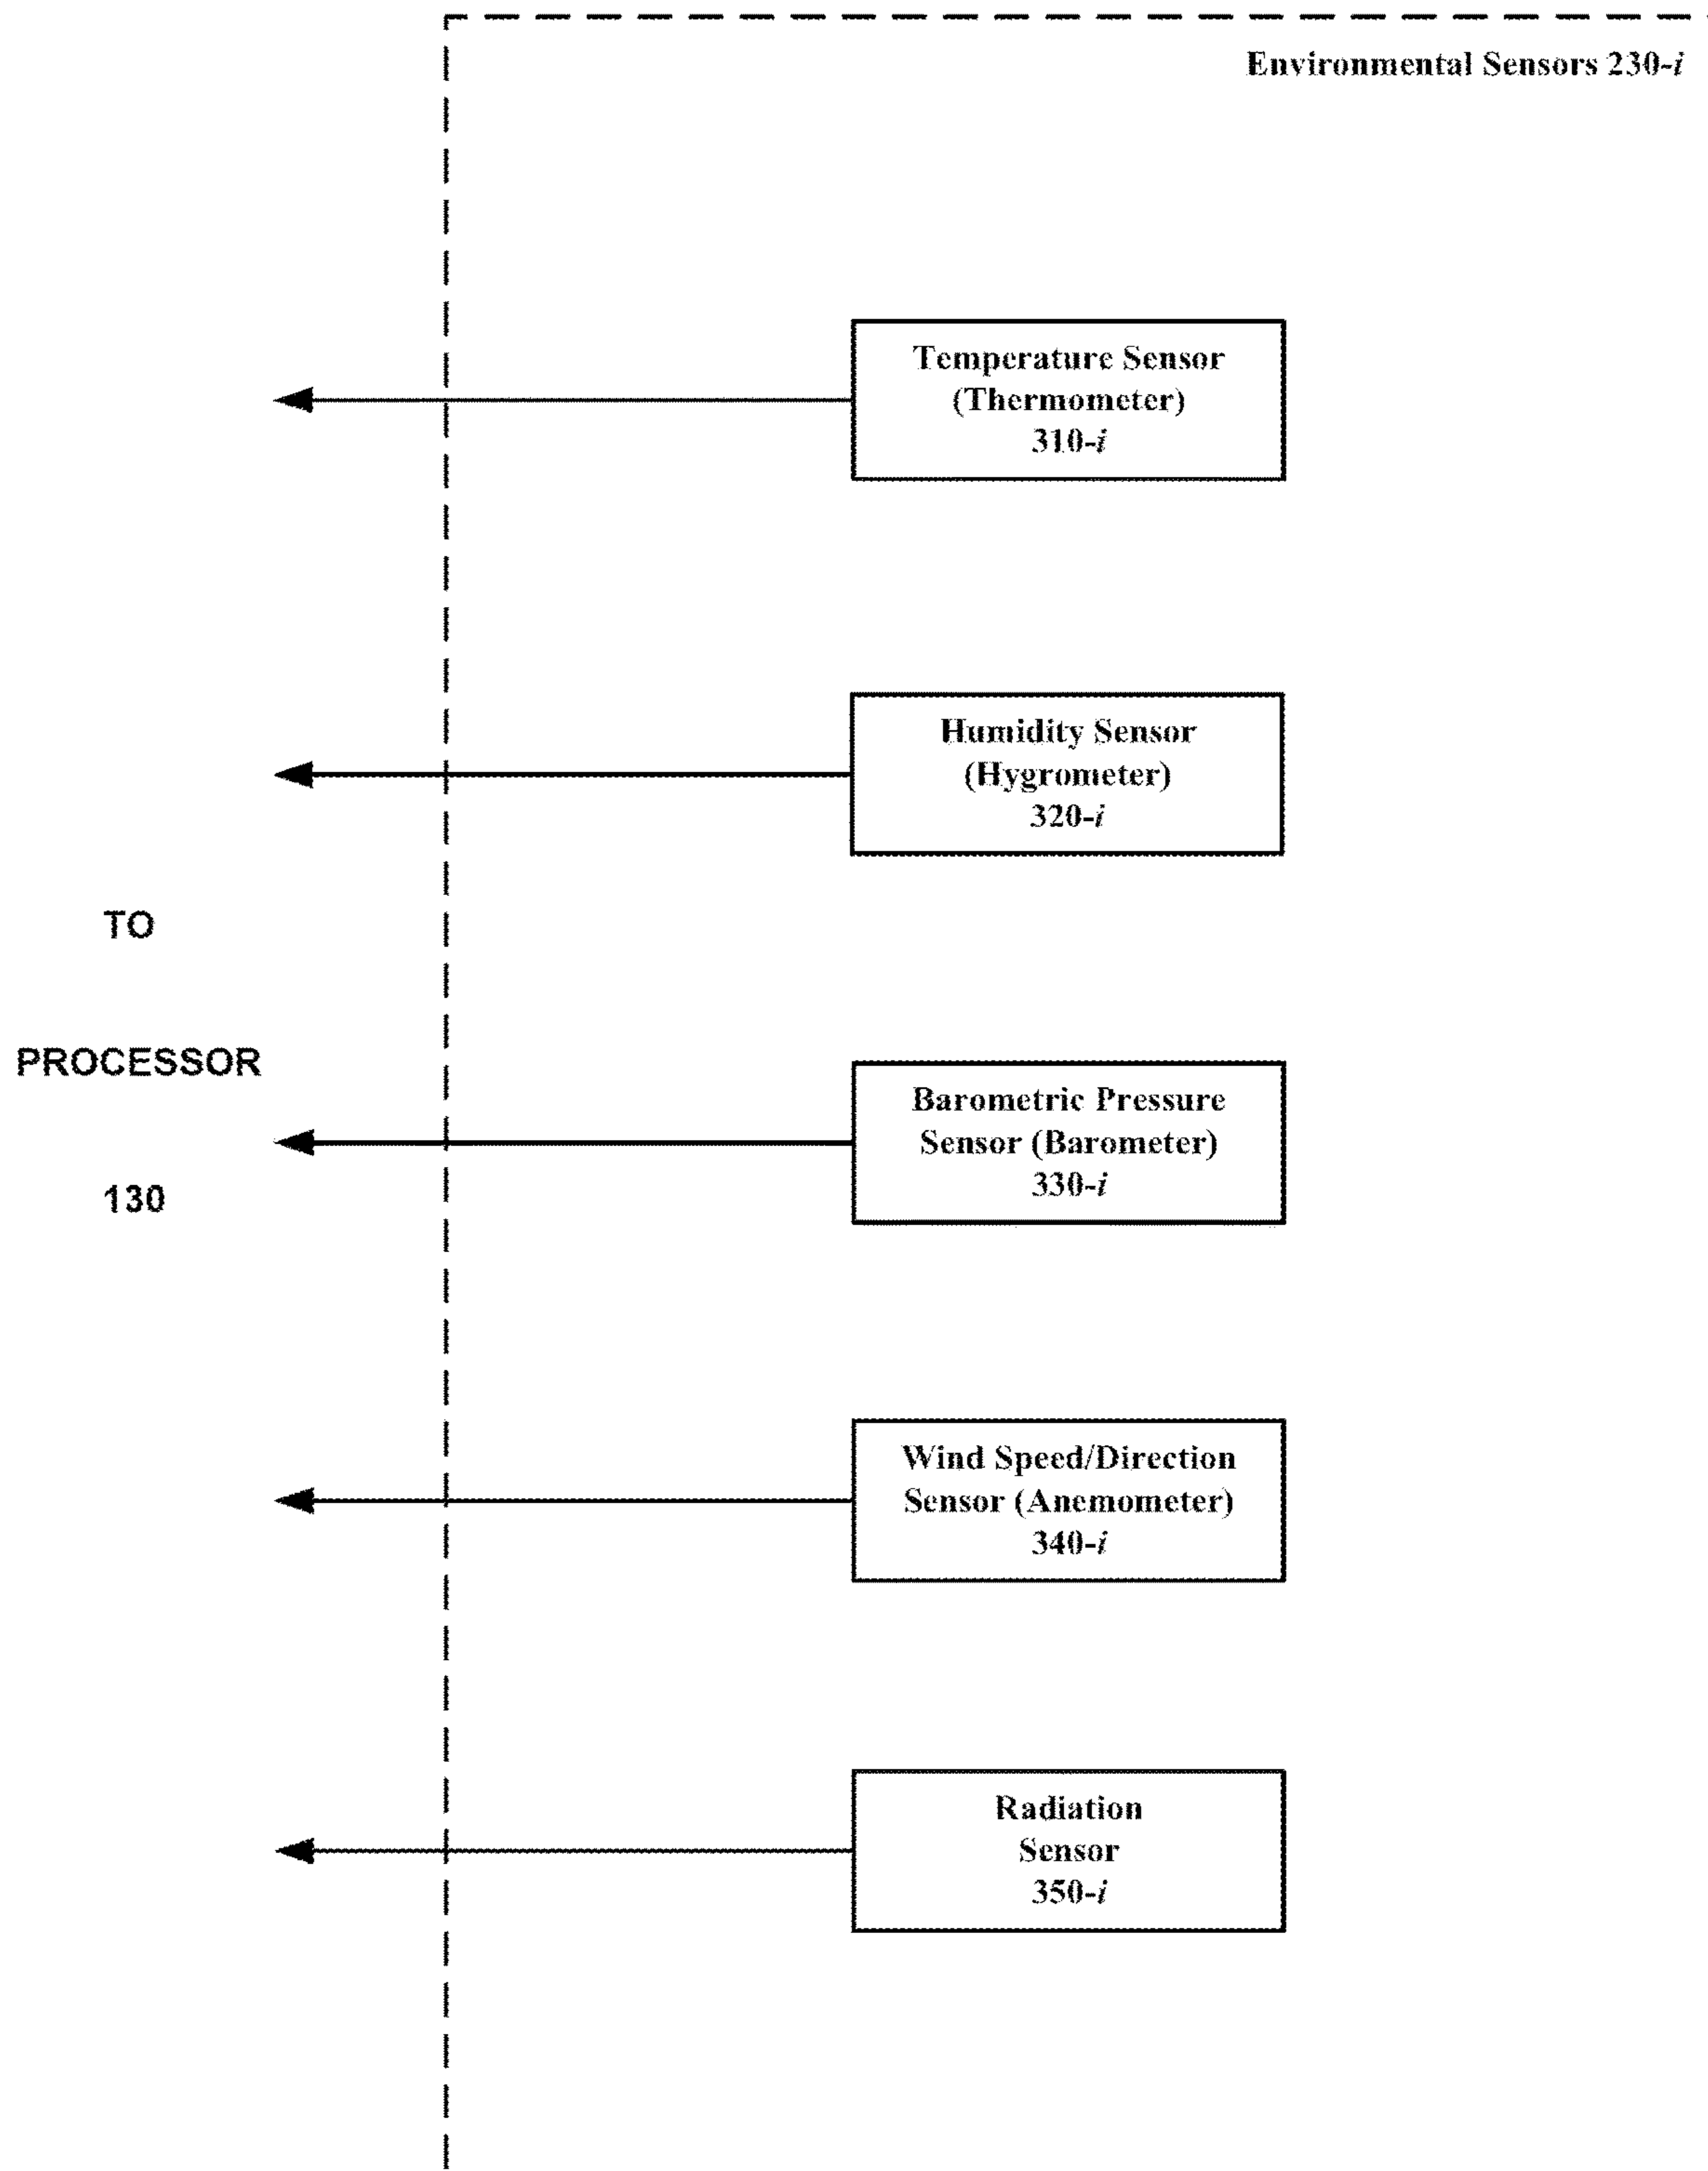 Environmental Sensors 230-i
Temperature Sensor
(Thermometer)
310-i
Humidity Sensor
(Hygrometer)
320-i
TO
PROCESSOR
130
Barometric Pressure
Sensor (Barometer)
330-i
Wind Speed/Direction
Sensor (Anemometer)
340-i
Radiation
Sensor
350-i